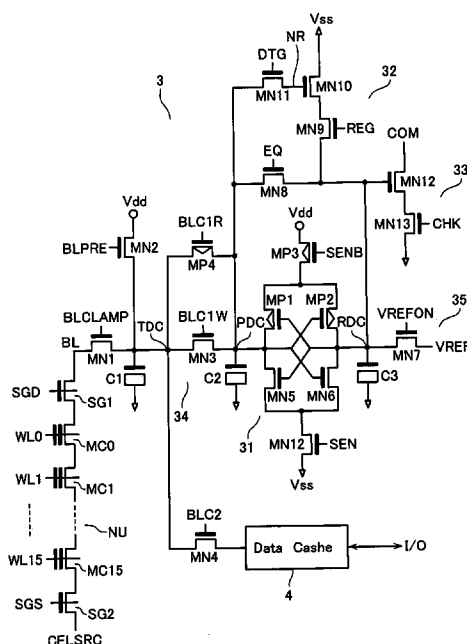 Vss
NR
DTG
3
MN10
32
MN11
MN9
REG
COM
EQ
MN12
33
MN8
Vdd
Vdd
MN13
CHK
BLC1R
BLPRE
MN2
MP3
SENB
MP4
MP1
MP2
VREFON
35
BLCLAMP
TDC
BLC1W
PDC
RDC
VREF
BL
MN1
MN3
MN7
C1
C2
C3
MN5
MN6
SGD
SG1
34
31
WL0
MC0
MN12
SEN
WL1
MC1
Vss
NU
BLC2
WL15
MC15
MN4
Data Cashe
I/O
4
SGS
SG2
CELSRC